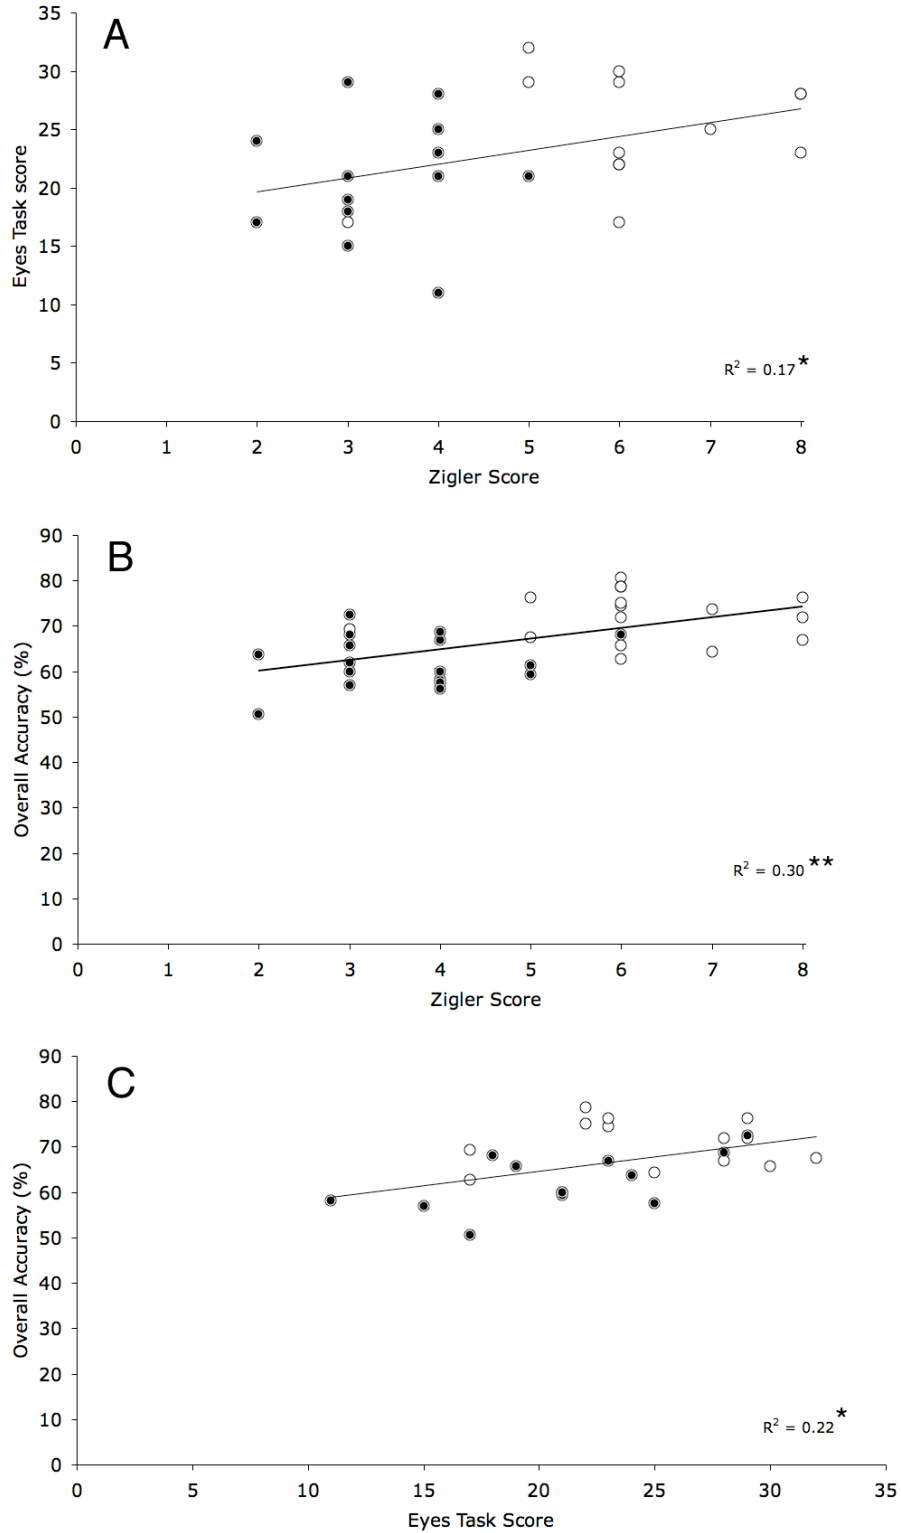 A
35
30
25
20
15
10
5
0
Eyes Task score
0 1 2 3 4 5 6 7 8
Zigler Score
R² = 0.17*
B
90
80
70
60
50
40
30
20
10
0
Overall Accuracy (%)
0 1 2 3 4 5 6 7 8
Zigler Score
R² = 0.30**
C
90
80
70
60
50
40
30
20
10
0
Overall Accuracy (%)
0 5 10 15 20 25 30 35
Eyes Task Score
R² = 0.22*